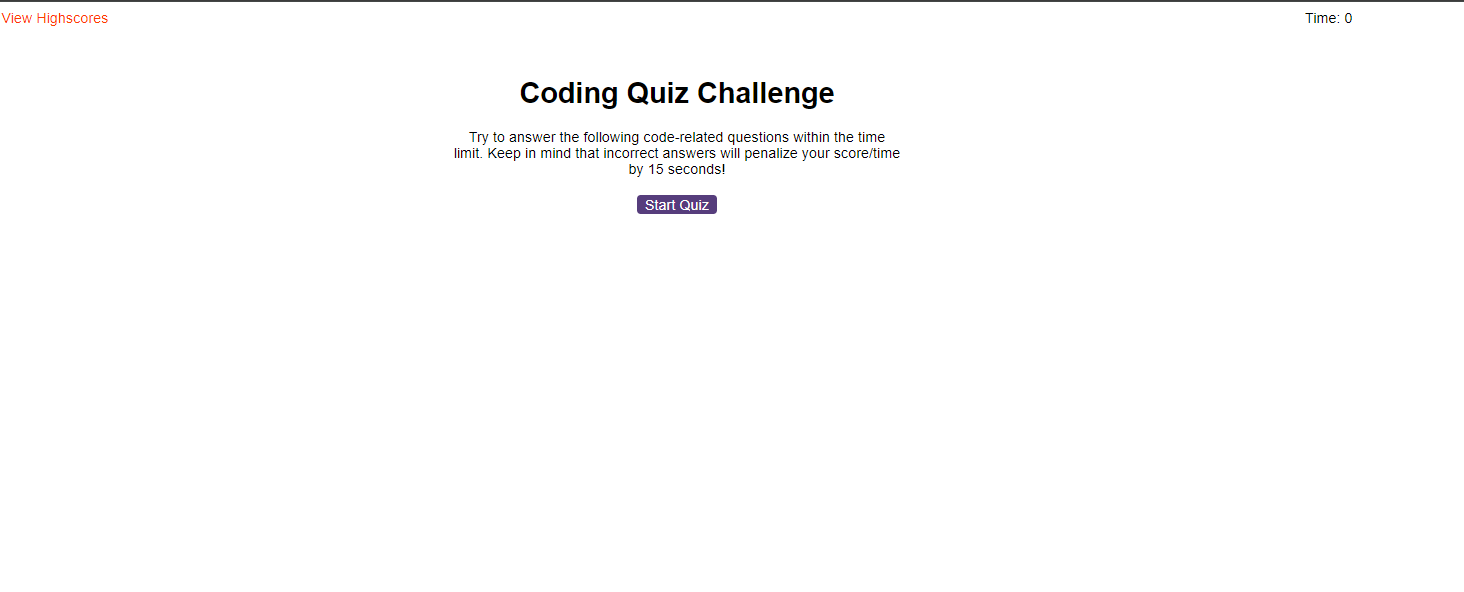 View Highscores
Time: 0
Coding Quiz Challenge
Try to answer the following code-related questions within the time
limit. Keep in mind that incorrect answers will penalize your score/time
by 15 seconds!
Start Quiz